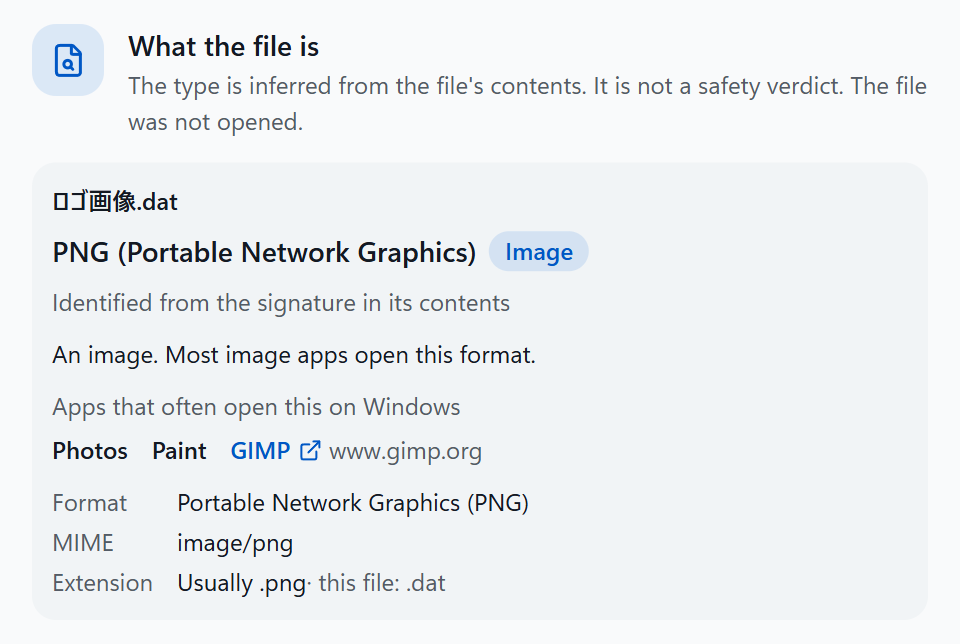 What the file is
The type is inferred from the file's contents. It is not a safety verdict. The file
was not opened.
ロゴ画像.dat
PNG (Portable Network Graphics) Image
Identified from the signature in its contents
An image. Most image apps open this format.
Apps that often open this on Windows
Photos Paint GIMP www.gimp.org
Format Portable Network Graphics (PNG)
MIME image/png
Extension Usually .png· this file: .dat